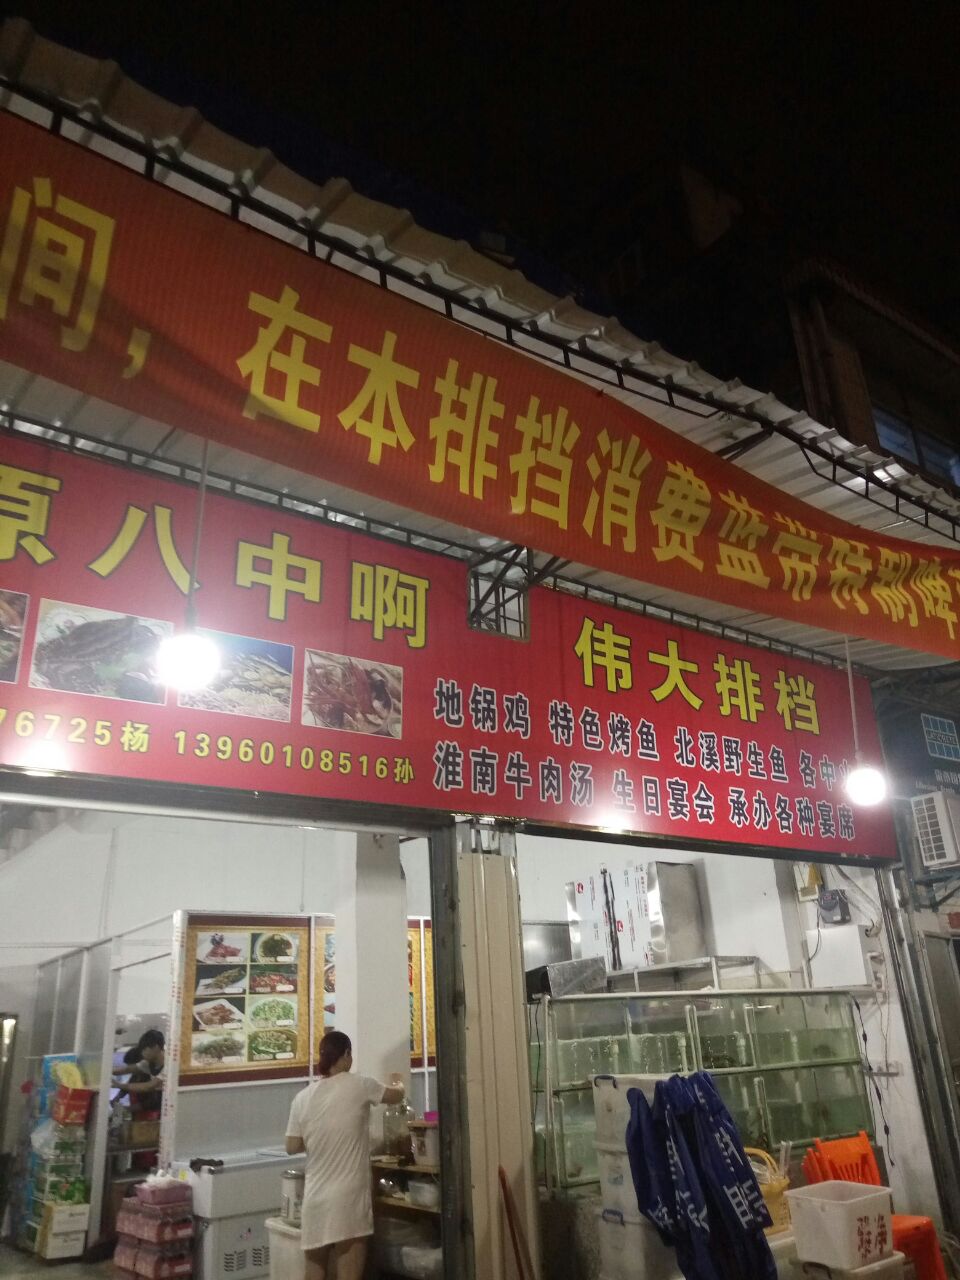 间，在本排挡消费蓝带特制啤
原八中啊
76725杨 13960108516孙
伟大排档
地锅鸡 特色烤鱼 北溪野生鱼 各中
淮南牛肉汤 生日宴会 承办各种宴席